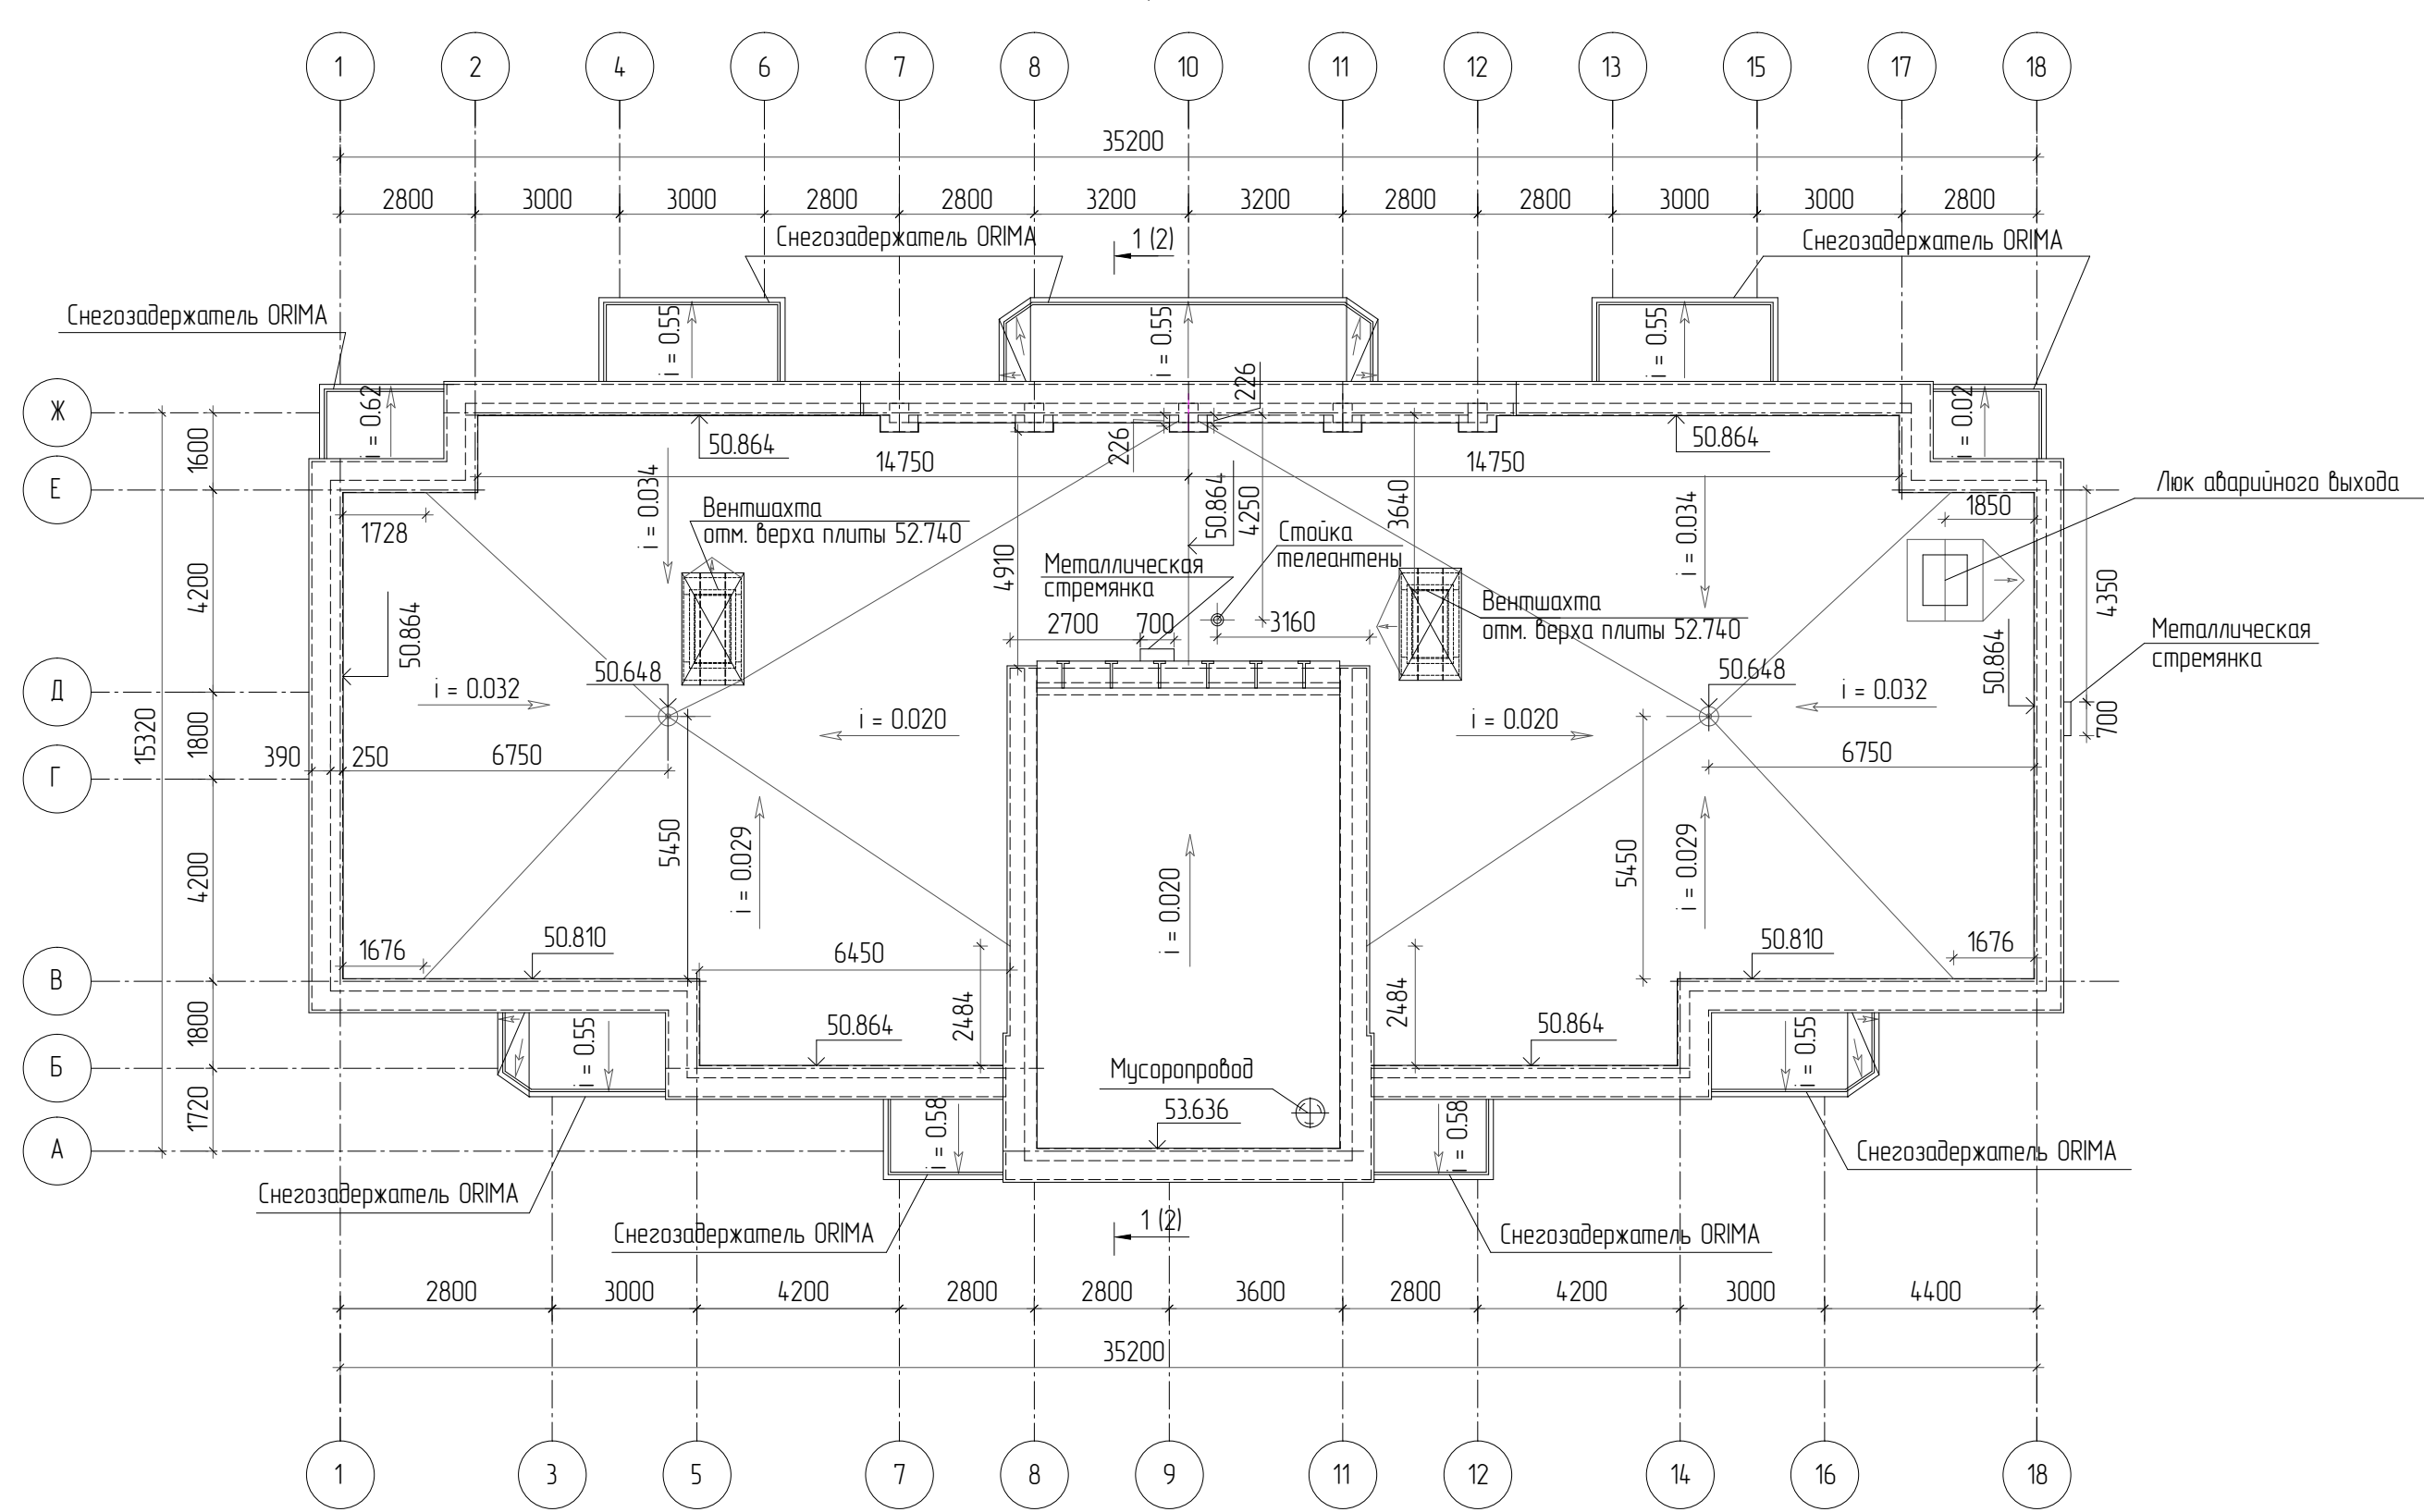 1 2 4 6 7 8 10 11 12 13 15 17 18
35200
2800 3000 3000 2800 2800 3200 3200 2800 2800 3000 3000 2800
Снегозадержатель ORIMA
1 (2)
Снегозадержатель ORIMA
Снегозадержатель ORIMA
i = 0.55
i = 0.55
i = 0.55
i = 0.62
i = 0.02
226
226
Ж
1600
50.864
50.864
14750
14750
Е
i = 0.034
50.864
4250
3640
i = 0.034
Люк аварийного выхода
1728
1850
Вентшахта
отм. верха плиты 52.740
Стойка
телеантены
4910
Металлическая
стремянка
4200
50.864
4350
Вентшахта
отм. верха плиты 52.740
2700
700
3160
Металлическая
стремянка
50.864
50.648
50.648
Д
i = 0.032
i = 0.032
i = 0.020
i = 0.020
700
15320
1800
390
250
6750
6750
Г
5450
i = 0.029
5450
i = 0.029
4200
i = 0.020
1676
50.810
6450
50.810
1676
В
2484
2484
1800
50.864
50.864
i = 0.55
i = 0.55
Б
Мусоропровод
53.636
1720
i = 0.58
i = 0.58
А
Снегозадержатель ORIMA
Снегозадержатель ORIMA
Снегозадержатель ORIMA
Снегозадержатель ORIMA
1 (2)
2800 3000 4200 2800 2800 3600 2800 4200 3000 4400
35200
1 3 5 7 8 9 11 12 14 16 18